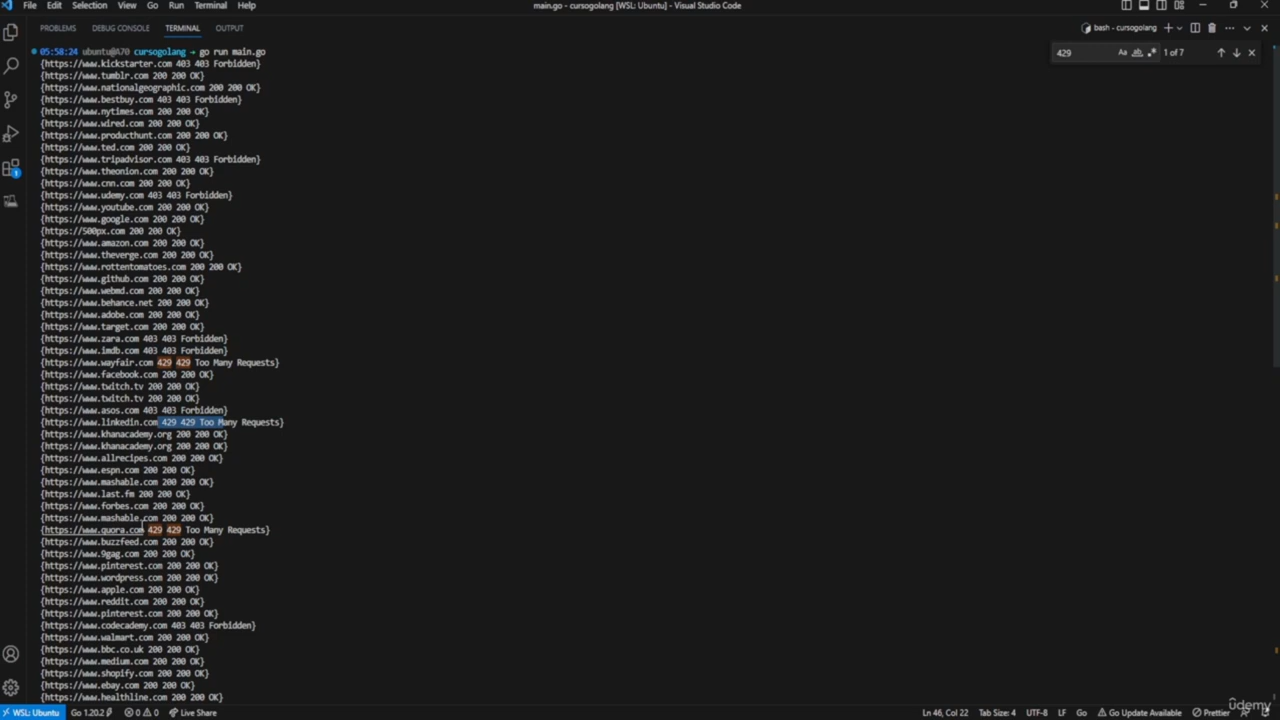 File Edit Selection View Go Run Terminal Help
main.go - cursogolang [WSL: Ubuntu] - Visual Studio Code
PROBLEMS DEBUG CONSOLE TERMINAL OUTPUT
bash - cursogolang
429
Aa ab 1 of 7
05:58:24 ubuntu@A70 cursogolang → go run main.go
{https://www.kickstarter.com 403 403 Forbidden}
{https://www.tumblr.com 200 200 OK}
{https://www.nationalgeographic.com 200 200 OK}
{https://www.bestbuy.com 403 403 Forbidden}
{https://www.nytimes.com 200 200 OK}
{https://www.wired.com 200 200 OK}
{https://www.producthunt.com 200 200 OK}
{https://www.ted.com 200 200 OK}
{https://www.tripadvisor.com 403 403 Forbidden}
{https://www.theonion.com 200 200 OK}
{https://www.cnn.com 200 200 OK}
{https://www.udemy.com 403 403 Forbidden}
{https://www.youtube.com 200 200 OK}
{https://www.google.com 200 200 OK}
{https://500px.com 200 200 OK}
{https://www.amazon.com 200 200 OK}
{https://www.theverge.com 200 200 OK}
{https://www.rottentomatoes.com 200 200 OK}
{https://www.github.com 200 200 OK}
{https://www.webmd.com 200 200 OK}
{https://www.behance.net 200 200 OK}
{https://www.adobe.com 200 200 OK}
{https://www.target.com 200 200 OK}
{https://www.zara.com 403 403 Forbidden}
{https://www.imdb.com 403 403 Forbidden}
{https://www.wayfair.com 429 429 Too Many Requests}
{https://www.facebook.com 200 200 OK}
{https://www.twitch.tv 200 200 OK}
{https://www.twitch.tv 200 200 OK}
{https://www.asos.com 403 403 Forbidden}
{https://www.linkedin.com 429 429 Too Many Requests}
{https://www.khanacademy.org 200 200 OK}
{https://www.khanacademy.org 200 200 OK}
{https://www.allrecipes.com 200 200 OK}
{https://www.espn.com 200 200 OK}
{https://www.mashable.com 200 200 OK}
{https://www.last.fm 200 200 OK}
{https://www.forbes.com 200 200 OK}
{https://www.mashable.com 200 200 OK}
{https://www.quora.com 429 429 Too Many Requests}
{https://www.buzzfeed.com 200 200 OK}
{https://www.9gag.com 200 200 OK}
{https://www.pinterest.com 200 200 OK}
{https://www.wordpress.com 200 200 OK}
{https://www.apple.com 200 200 OK}
{https://www.reddit.com 200 200 OK}
{https://www.pinterest.com 200 200 OK}
{https://www.codecademy.com 403 403 Forbidden}
{https://www.walmart.com 200 200 OK}
{https://www.bbc.co.uk 200 200 OK}
{https://www.medium.com 200 200 OK}
{https://www.shopify.com 200 200 OK}
{https://www.ebay.com 200 200 OK}
{https://www.healthline.com 200 200 OK}
udemy
WSL: Ubuntu Go 1.20.2 0 0 Live Share Ln 46, Col 22 Tab Size: 4 UTF-8 LF Go Go Update Available Prettier